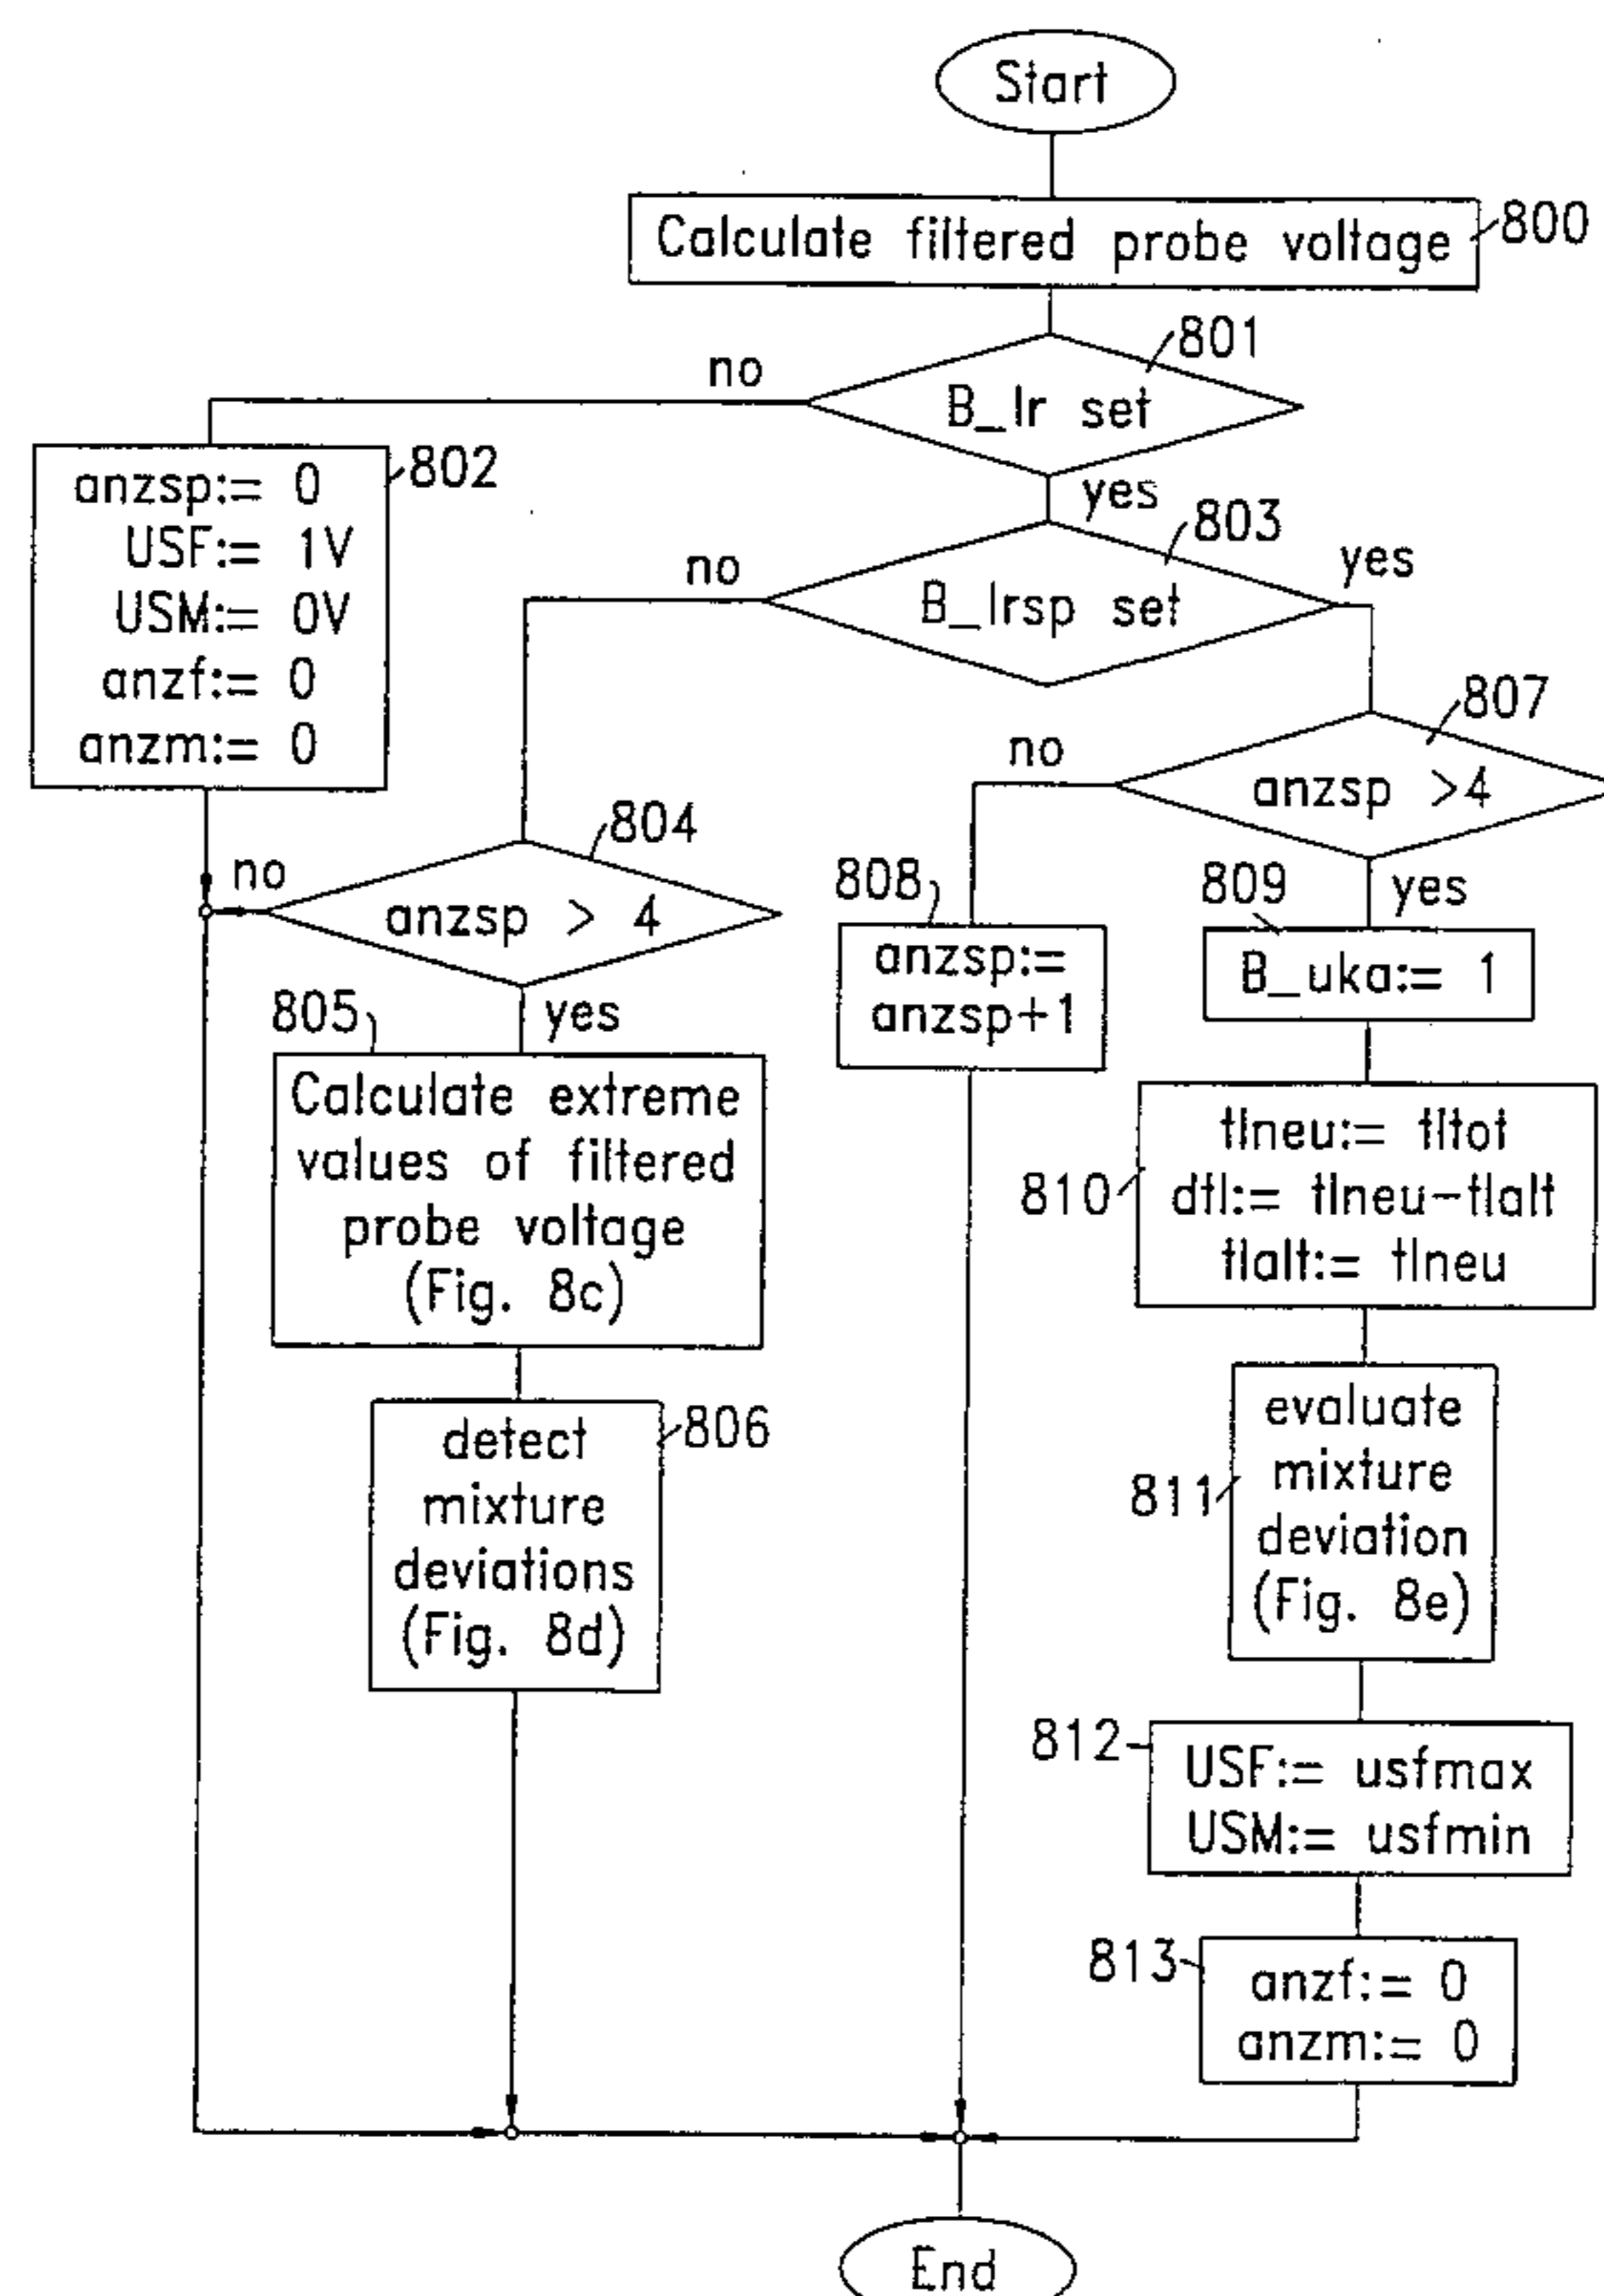 Start
Calculate filtered probe voltage
800
801
no
B_lr set
yes
802
anzsp:= 0
USF:= 1V
USM:= 0V
anzf:= 0
anzm:= 0
803
no
yes
B_lrsp set
807
no
anzsp >4
yes
804
no
anzsp > 4
yes
808
anzsp:=
anzsp+1
809
B_uka:= 1
805
Calculate extreme
values of filtered
probe voltage
(Fig. 8c)
810
tlneu:= tltot
dtl:= tlneu-tlalt
tlalt:= tlneu
806
detect
mixture
deviations
(Fig. 8d)
811
evaluate
mixture
deviation
(Fig. 8e)
812
USF:= usfmax
USM:= usfmin
813
anzf:= 0
anzm:= 0
End